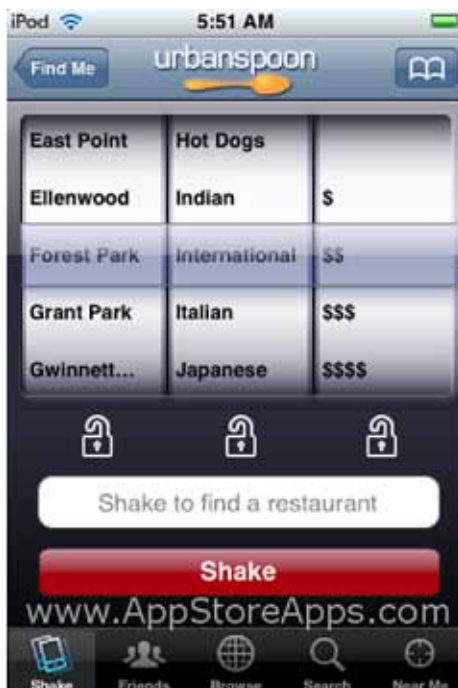 iPod 5:51 AM
Find Me urbanspoon
East Point Hot Dogs
Ellenwood Indian $
Forest Park International $$
Grant Park Italian $$$
Gwinnett... Japanese $$$$
Shake to find a restaurant
Shake
www.AppStoreApps.com
Shake Friends Browse Search Near Me